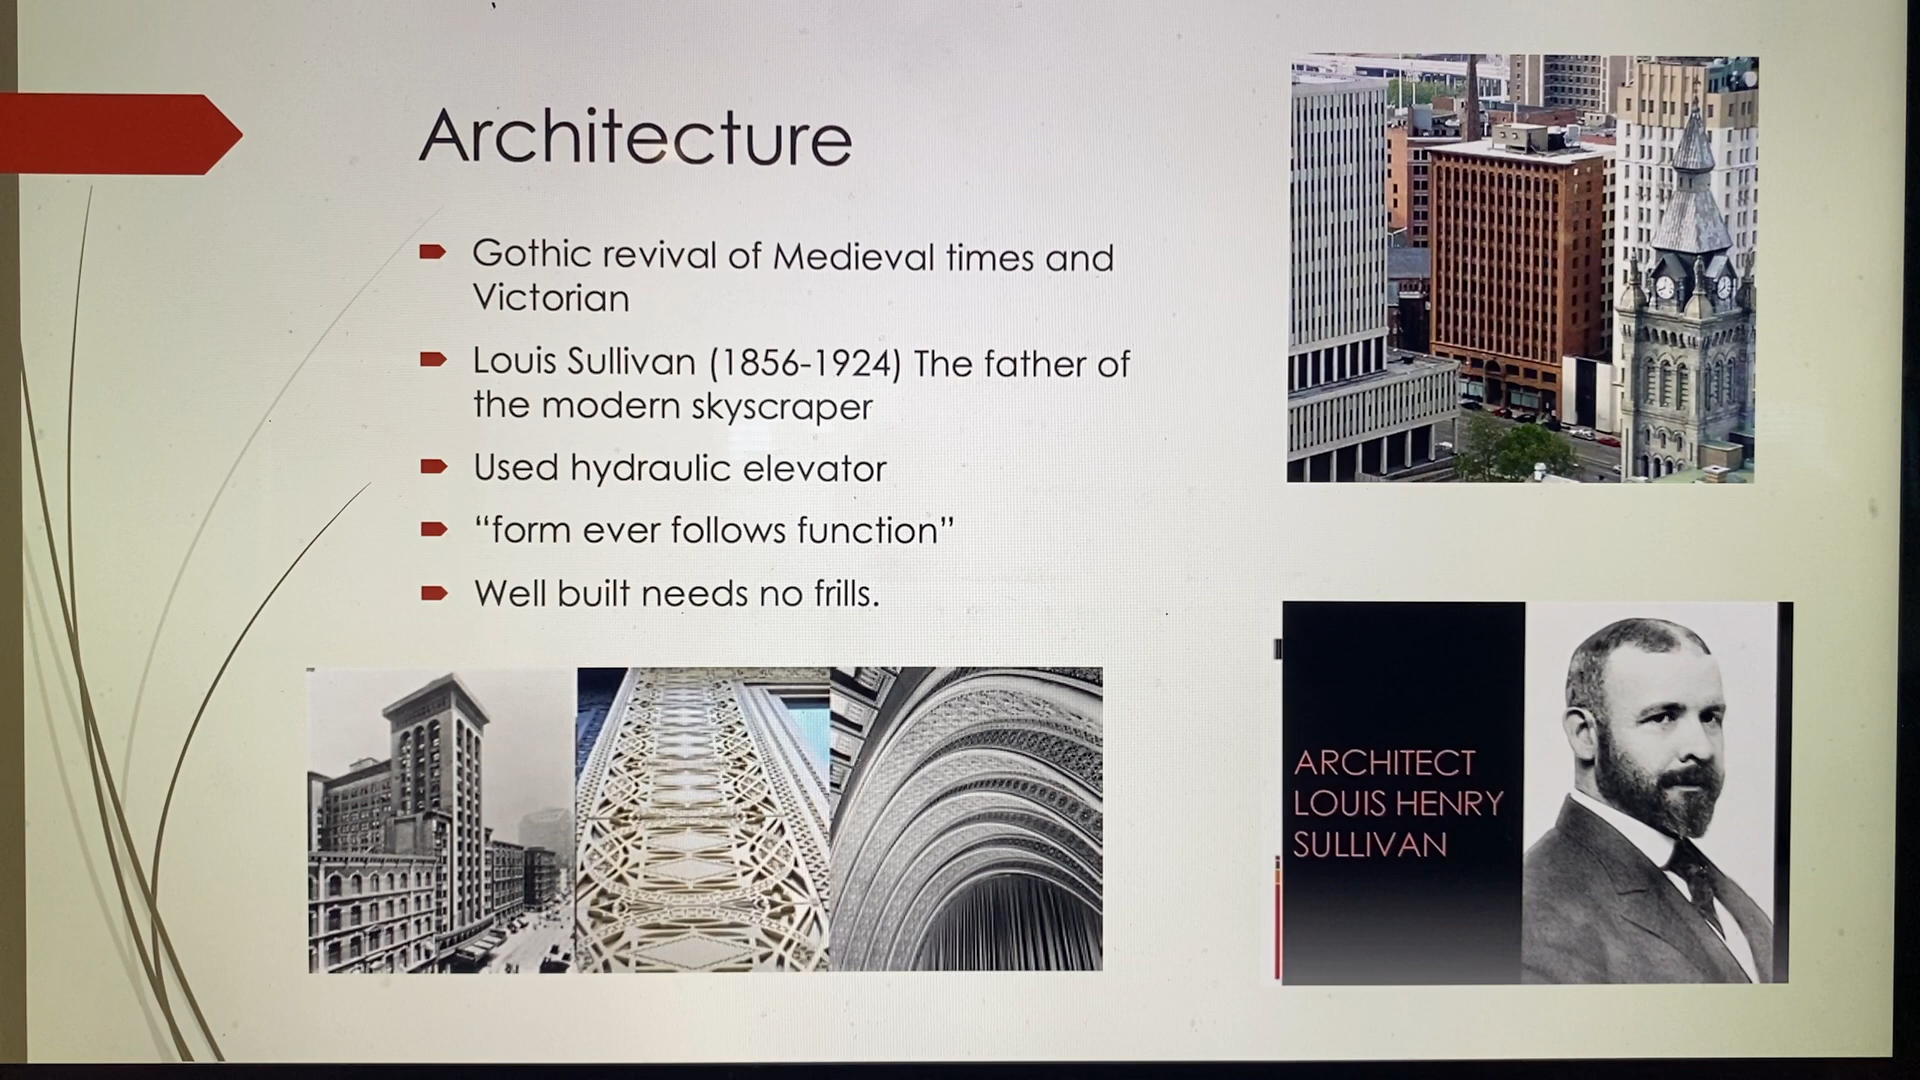 Architecture
Gothic revival of Medieval times and
Victorian
Louis Sullivan (1856-1924) The father of
the modern skyscraper
Used hydraulic elevator
“form ever follows function”
Well built needs no frills.
ARCHITECT
LOUIS HENRY
SULLIVAN